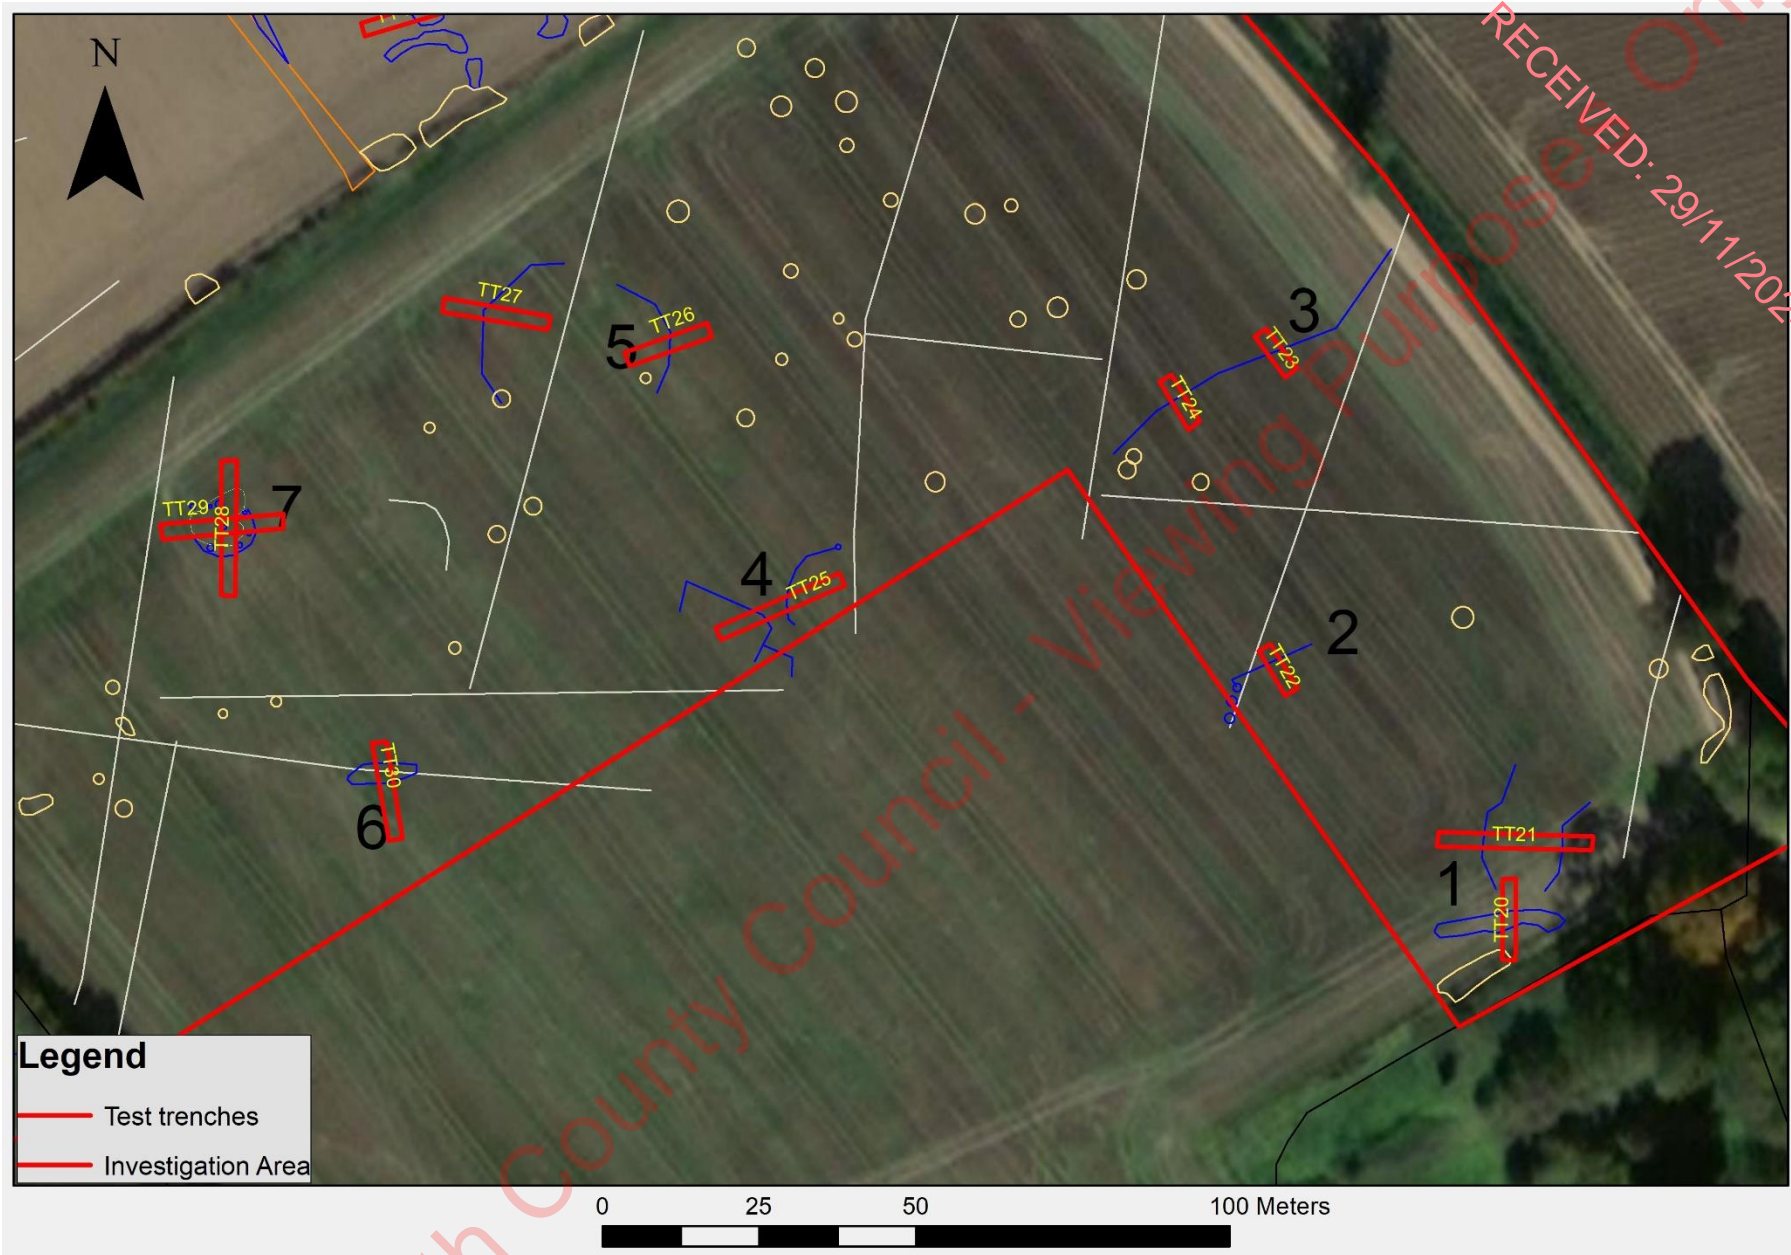 N
RECEIVED: 29/11/202
TT27
TT26
5
3
TT23
TT24
TT29
TT28
7
4
TT25
2
TT22
TT30
6
TT21
1
TT20
County Council - Viewing Purpose
Legend
Test trenches
Investigation Area
0 25 50 100 Meters